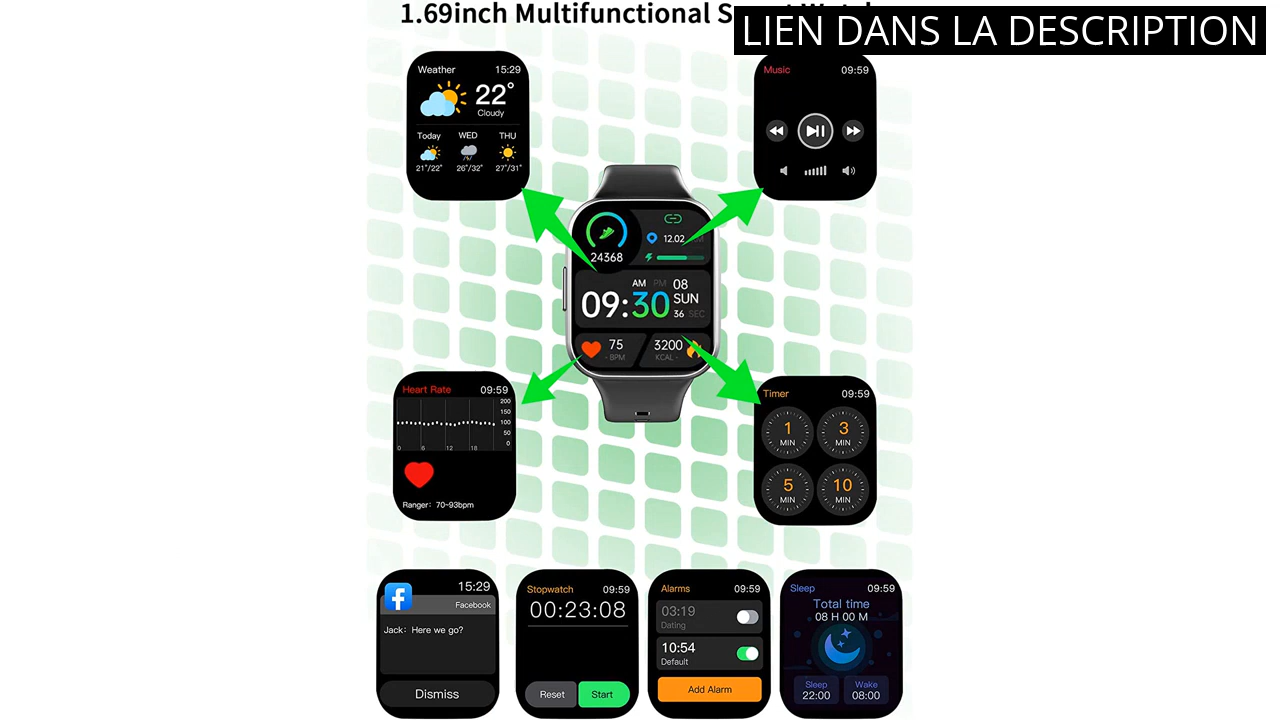 1.69inch Multifunctional
LIEN DANS LA DESCRIPTION
Weather 15:29
22°
Cloudy
Today WED THU
21°/22° 26°/32° 27°/31°
Music 09:59
24368
12.02
AM PM 08
09:30 SUN
36 SEC
75
- BPM
3200
KCAL -
Heart Rate 09:59
200
150
100
50
0
0 6 12 18
Ranger: 70-93bpm
Timer 09:59
1 MIN 3 MIN
5 MIN 10 MIN
15:29
Facebook
Jack: Here we go?
Dismiss
Stopwatch 09:59
00:23:08
Reset Start
Alarms 09:59
03:19
Dating
10:54
Default
Add Alarm
Sleep 09:59
Total time
08 H 00 M
Sleep Wake
22:00 08:00